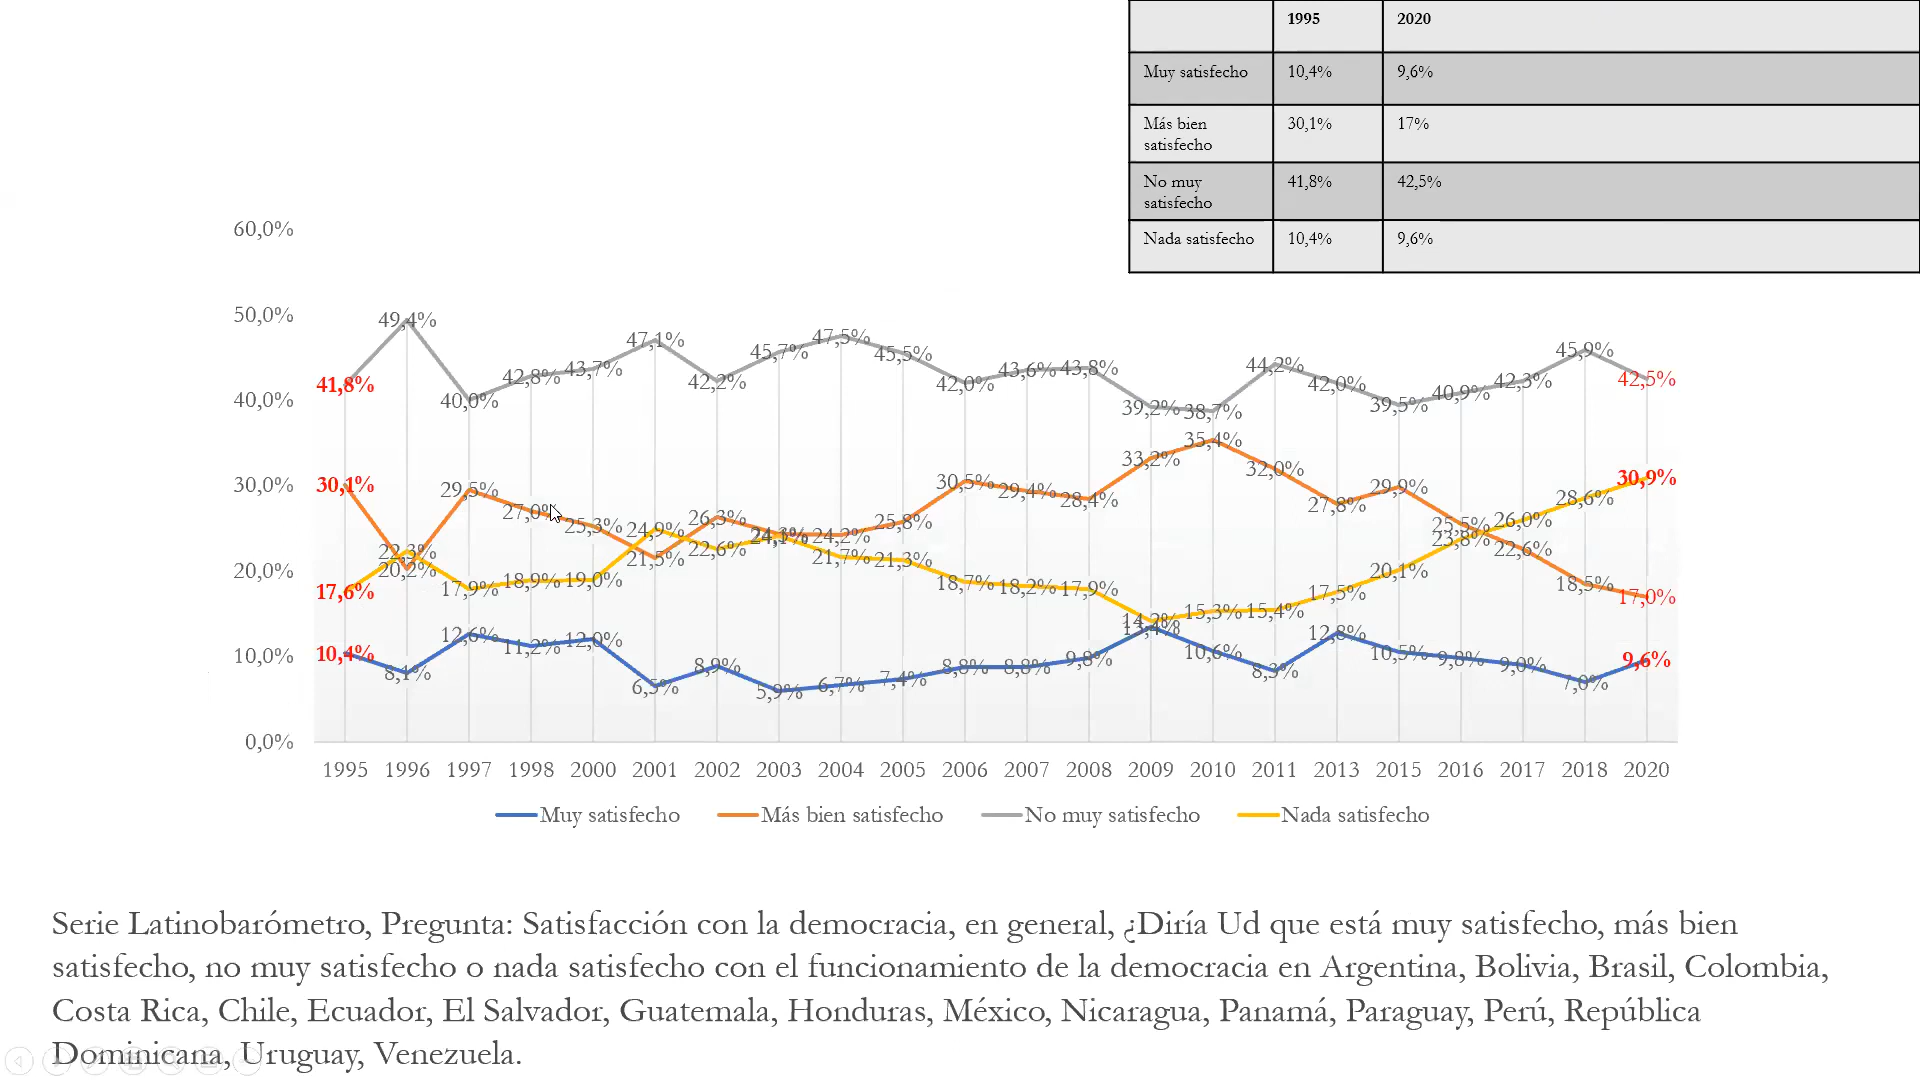 1995 2020
Muy satisfecho 10,4% 9,6%
Más bien satisfecho 30,1% 17%
No muy satisfecho 41,8% 42,5%
Nada satisfecho 10,4% 9,6%
60,0%
50,0%
40,0%
30,0%
20,0%
10,0%
0,0%
41,8% 49,4% 40,0% 42,8% 43,7% 47,1% 42,2% 45,7% 47,5% 45,5% 42,0% 43,6% 43,8% 39,2% 38,7% 44,2% 42,0% 39,5% 40,9% 42,3% 45,9% 42,5%
30,1% 20,2% 29,5% 27,0% 25,3% 21,5% 26,3% 24,2% 25,8% 30,5% 29,4% 28,4% 33,2% 35,4% 32,0% 27,8% 29,9% 25,5% 22,6% 18,5% 17,0%
17,6% 22,3% 17,9% 18,9% 19,0% 24,9% 22,6% 24,1% 21,7% 21,3% 18,7% 18,2% 17,9% 14,2% 15,3% 15,4% 17,5% 20,1% 23,8% 26,0% 28,6% 30,9%
10,4% 8,1% 12,6% 11,2% 12,0% 6,5% 8,9% 5,9% 6,7% 7,4% 8,8% 8,8% 9,8% 13,4% 10,6% 8,3% 12,8% 10,5% 9,8% 9,0% 7,0% 9,6%
1995 1996 1997 1998 2000 2001 2002 2003 2004 2005 2006 2007 2008 2009 2010 2011 2013 2015 2016 2017 2018 2020
Muy satisfecho Más bien satisfecho No muy satisfecho Nada satisfecho
Serie Latinobarómetro, Pregunta: Satisfacción con la democracia, en general, ¿Diría Ud que está muy satisfecho, más bien
satisfecho, no muy satisfecho o nada satisfecho con el funcionamiento de la democracia en Argentina, Bolivia, Brasil, Colombia,
Costa Rica, Chile, Ecuador, El Salvador, Guatemala, Honduras, México, Nicaragua, Panamá, Paraguay, Perú, República
Dominicana, Uruguay, Venezuela.